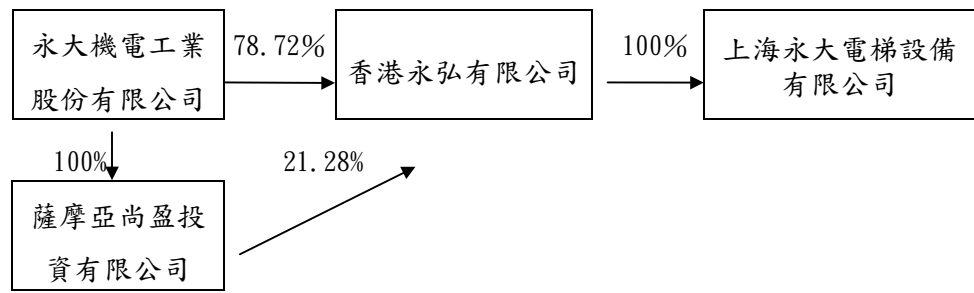 永大機電工業
股份有限公司
78.72%
香港永弘有限公司
100%
上海永大電梯設備
有限公司
100%
21.28%
薩摩亞尚盈投
資有限公司